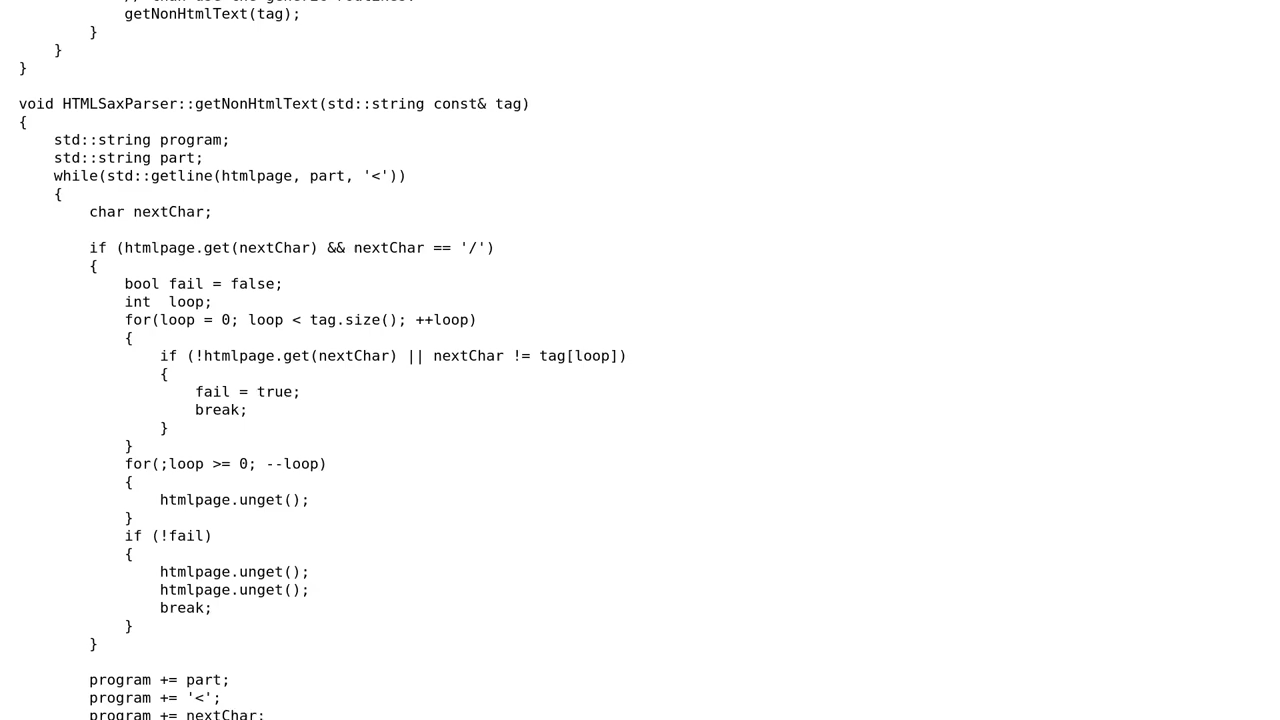 getNonHtmlText(tag);
}
}
}
void HTMLSaxParser::getNonHtmlText(std::string const& tag)
{
std::string program;
std::string part;
while(std::getline(htmlpage, part, '<'))
{
char nextChar;
if (htmlpage.get(nextChar) && nextChar == '/')
{
bool fail = false;
int  loop;
for(loop = 0; loop < tag.size(); ++loop)
{
if (!htmlpage.get(nextChar) || nextChar != tag[loop])
{
fail = true;
break;
}
}
for(;loop >= 0; --loop)
{
htmlpage.unget();
}
if (!fail)
{
htmlpage.unget();
htmlpage.unget();
break;
}
}
program += part;
program += '<';
program += nextChar;